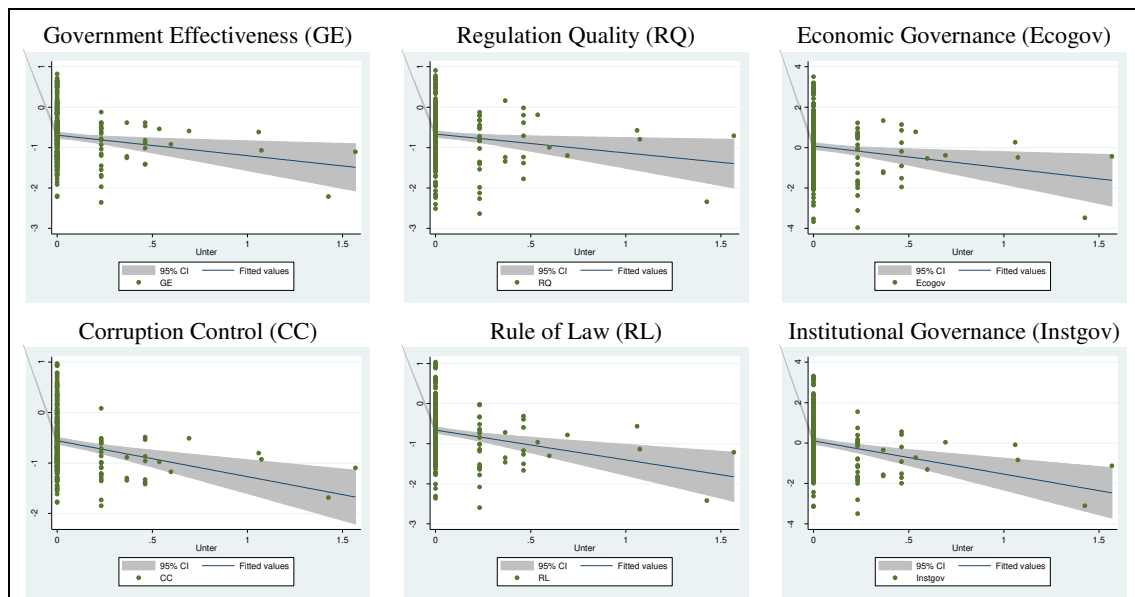 Government Effectiveness (GE)
Regulation Quality (RQ)
Economic Governance (Ecogov)
1
0
-1
-2
-3
0 .5 1 1.5
Unter
95% CI Fitted values
GE
1
0
-1
-2
-3
0 .5 1 1.5
Unter
95% CI Fitted values
RQ
4
2
0
-2
-4
0 .5 1 1.5
Unter
95% CI Fitted values
Ecogov
Corruption Control (CC)
Rule of Law (RL)
Institutional Governance (Instgov)
1
0
-1
-2
0 .5 1 1.5
Unter
95% CI Fitted values
CC
1
0
-1
-2
-3
0 .5 1 1.5
Unter
95% CI Fitted values
RL
4
2
0
-2
-4
0 .5 1 1.5
Unter
95% CI Fitted values
Instgov